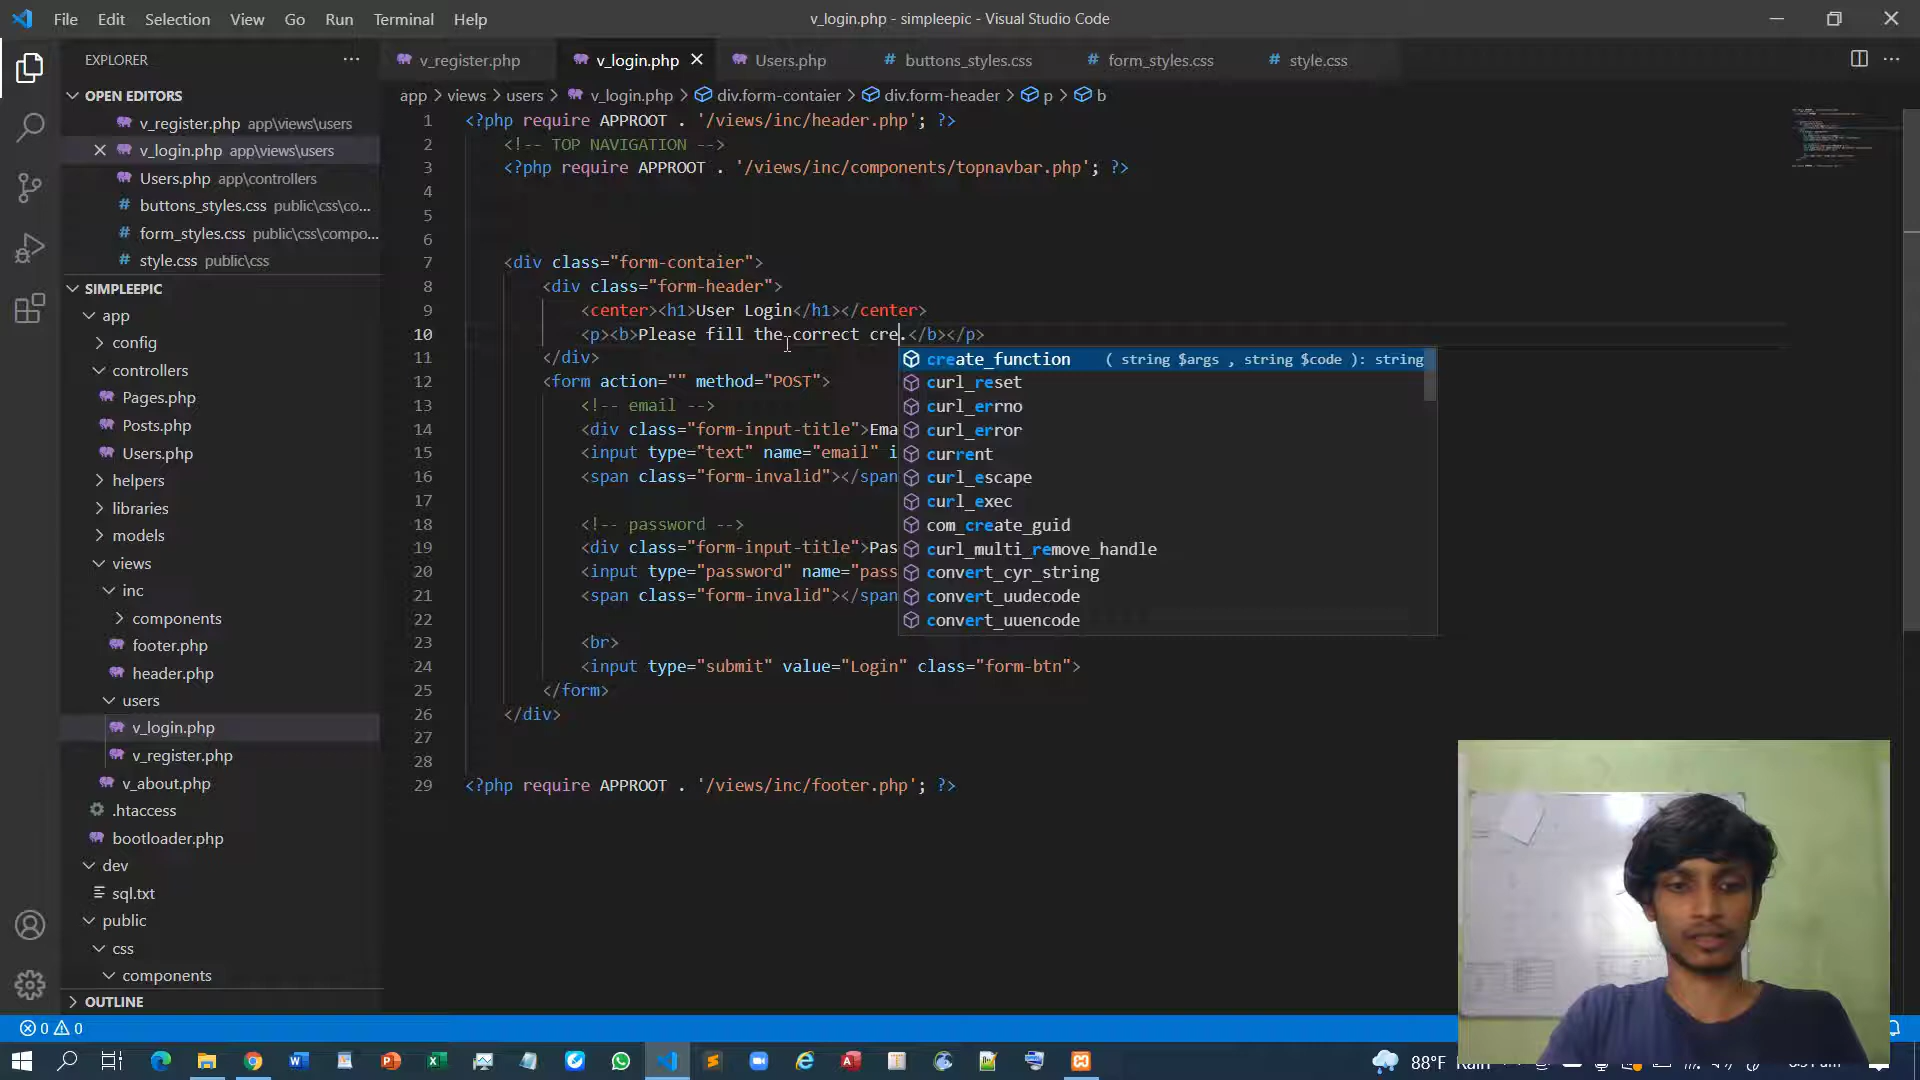 File Edit Selection View Go Run Terminal Help
v_login.php - simpleepic - Visual Studio Code
EXPLORER
OPEN EDITORS
v_register.php app\views\users
v_login.php app\views\users
Users.php app\controllers
buttons_styles.css public\css\co...
form_styles.css public\css\compo...
style.css public\css
SIMPLEEPIC
app
config
controllers
Pages.php
Posts.php
Users.php
helpers
libraries
models
views
inc
components
footer.php
header.php
users
v_login.php
v_register.php
v_about.php
.htaccess
bootloader.php
dev
sql.txt
public
css
components
OUTLINE
v_register.php v_login.php Users.php buttons_styles.css form_styles.css style.css
app > views > users > v_login.php > div.form-contaier > div.form-header > p > b
1 <?php require APPROOT . '/views/inc/header.php'; ?>
2 <!-- TOP NAVIGATION -->
3 <?php require APPROOT . '/views/inc/components/topnavbar.php'; ?>
4
5
6
7 <div class="form-contaier">
8 <div class="form-header">
9 <center><h1>User Login</h1></center>
10 <p><b>Please fill the correct cre.</b></p>
11 </div>
12 <form action="" method="POST">
13 <!-- email -->
14 <div class="form-input-title">Ema
15 <input type="text" name="email" i
16 <span class="form-invalid"></span
17
18 <!-- password -->
19 <div class="form-input-title">Pas
20 <input type="password" name="pass
21 <span class="form-invalid"></span
22
23 <br>
24 <input type="submit" value="Login" class="form-btn">
25 </form>
26 </div>
27
28
29 <?php require APPROOT . '/views/inc/footer.php'; ?>
create_function ( string $args , string $code ): string
curl_reset
curl_errno
curl_error
current
curl_escape
curl_exec
com_create_guid
curl_multi_remove_handle
convert_cyr_string
convert_uudecode
convert_uuencode
0 0
88°F Rain